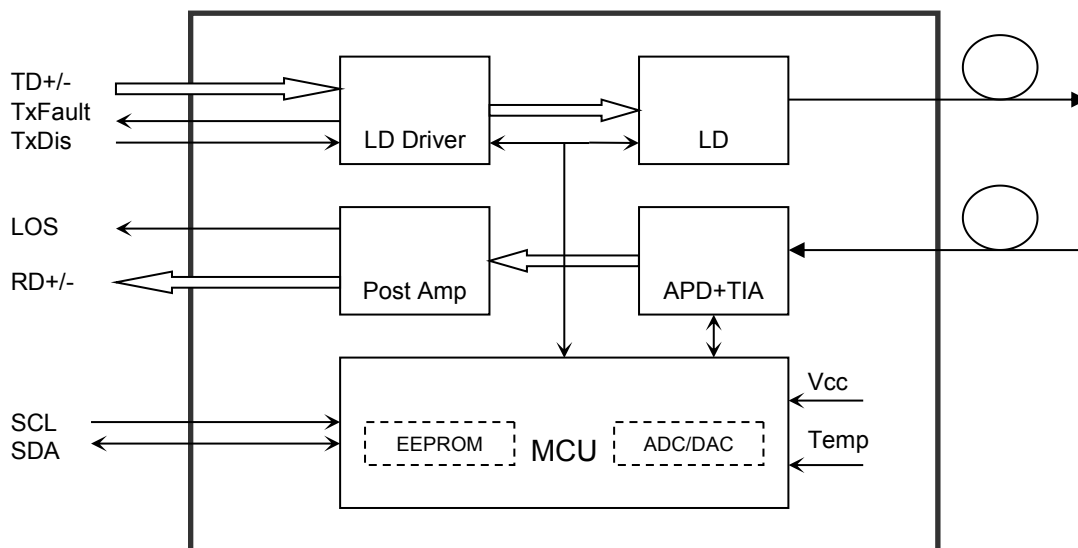 TD+/-
TxFault
TxDis
LD Driver
LD
LOS
RD+/-
Post Amp
APD+TIA
SCL
SDA
EEPROM
MCU
ADC/DAC
Vcc
Temp